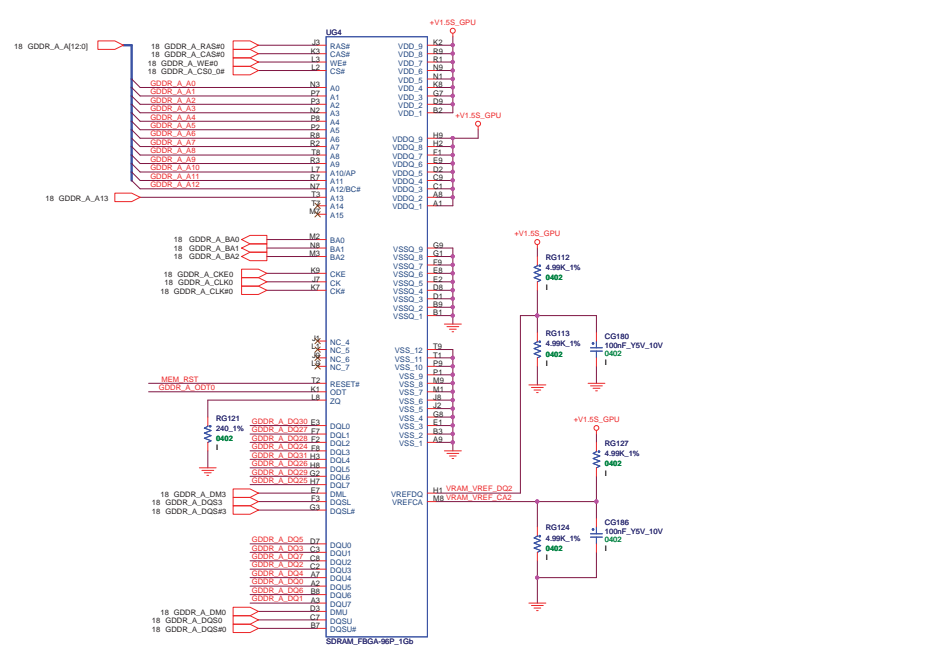 +V1.5S_GPU
UG4
18 GDDR_A_A[12:0]
18 GDDR_A_RAS#0 J3 RAS#
18 GDDR_A_CAS#0 K3 CAS#
18 GDDR_A_WE#0 L3 WE#
18 GDDR_A_CS0_0# L2 CS#
GDDR_A_A0 N3 A0
GDDR_A_A1 P7 A1
GDDR_A_A2 P3 A2
GDDR_A_A3 N2 A3
GDDR_A_A4 P8 A4
GDDR_A_A5 P2 A5
GDDR_A_A6 R8 A6
GDDR_A_A7 R2 A7
GDDR_A_A8 T8 A8
GDDR_A_A9 R3 A9
GDDR_A_A10 L7 A10/AP
GDDR_A_A11 R7 A11
GDDR_A_A12 N7 A12/BC#
18 GDDR_A_A13 T3 A13
A14
A15
18 GDDR_A_BA0 M2 BA0
18 GDDR_A_BA1 N8 BA1
18 GDDR_A_BA2 M3 BA2
18 GDDR_A_CKE0 K9 CKE
18 GDDR_A_CLK0 J7 CK
18 GDDR_A_CLK#0 K7 CK#
NC_4
NC_5
NC_6
NC_7
MEM_RST T2 RESET#
GDDR_A_ODT0 K1 ODT
L8 ZQ
RG121
240_1%
0402
I
GDDR_A_DQ30 E3 DQL0
GDDR_A_DQ27 F7 DQL1
GDDR_A_DQ28 F2 DQL2
GDDR_A_DQ24 F8 DQL3
GDDR_A_DQ31 H3 DQL4
GDDR_A_DQ26 H8 DQL5
GDDR_A_DQ29 G2 DQL6
GDDR_A_DQ25 H7 DQL7
18 GDDR_A_DM3 E7 DML
18 GDDR_A_DQS3 F3 DQSL
18 GDDR_A_DQS#3 G3 DQSL#
GDDR_A_DQ5 D7 DQU0
GDDR_A_DQ3 C3 DQU1
GDDR_A_DQ7 C8 DQU2
GDDR_A_DQ2 C2 DQU3
GDDR_A_DQ4 A7 DQU4
GDDR_A_DQ0 A2 DQU5
GDDR_A_DQ6 B8 DQU6
GDDR_A_DQ1 A3 DQU7
18 GDDR_A_DM0 D3 DMU
18 GDDR_A_DQS0 C7 DQSU
18 GDDR_A_DQS#0 B7 DQSU#
SDRAM_FBGA-96P_1Gb
VDD_9 K2
VDD_8 R9
VDD_7 R1
VDD_6 N9
VDD_5 N1
VDD_4 K8
VDD_3 G7
VDD_2 D9
VDD_1 B2
+V1.5S_GPU
VDDQ_9 H9
VDDQ_8 H2
VDDQ_7 F1
VDDQ_6 E9
VDDQ_5 D2
VDDQ_4 C9
VDDQ_3 C1
VDDQ_2 A8
VDDQ_1 A1
VSSQ_9 G9
VSSQ_8 G1
VSSQ_7 F9
VSSQ_6 E8
VSSQ_5 E2
VSSQ_4 D8
VSSQ_3 D1
VSSQ_2 B9
VSSQ_1 B1
VSS_12 T9
VSS_11 T1
VSS_10 P9
VSS_9 P1
VSS_8 M9
VSS_7 M1
VSS_6 J8
VSS_5 J2
VSS_4 G8
VSS_3 E1
VSS_2 B3
VSS_1 A9
VREFDQ H1 VRAM_VREF_DQ2
VREFCA M8 VRAM_VREF_CA2
+V1.5S_GPU
RG112
4.99K_1%
0402
I
RG113
4.99K_1%
0402
I
CG180
100nF_Y5V_10V
0402
I
+V1.5S_GPU
RG127
4.99K_1%
0402
I
RG124
4.99K_1%
0402
I
CG186
100nF_Y5V_10V
0402
I